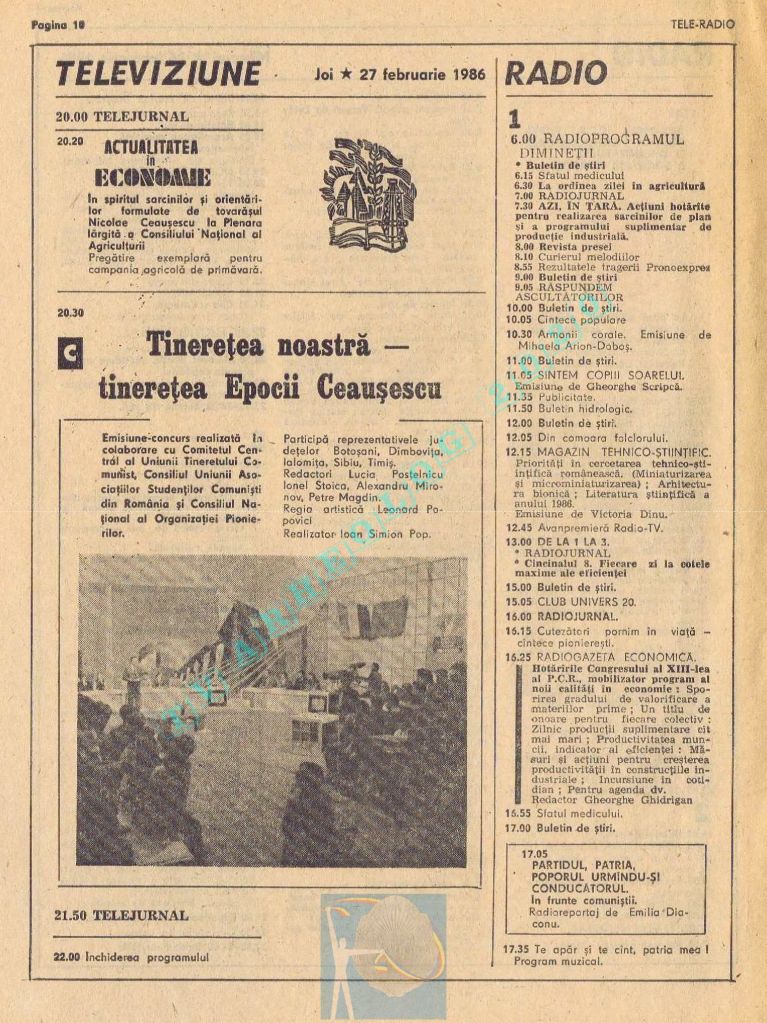 Pagina 10
TELE-RADIO
TELEVIZIUNE
Joi ★ 27 februarie 1986
20.00 TELEJURNAL
20.20
ACTUALITATEA
în
ECONOMIE
În spiritul sarcinilor și orientări-
lor formulate de tovarășul
Nicolae Ceaușescu la Plenara
lărgită a Consiliului Național al
Agriculturii
Pregătire exemplară pentru
campania agricolă de primăvară.
20.30
C
Tinerețea noastră —
tinerețea Epocii Ceaușescu
Emisiune-concurs realizată în
colaborare cu Comitetul Cen-
tral al Uniunii Tineretului Co-
munist, Consiliul Uniunii Aso-
ciațiilor Studenților Comuniști
din România și Consiliul Na-
țional al Organizației Pionie-
rilor.
Participă reprezentativele ju-
dețelor Botoșani, Dîmbovița,
Ialomița, Sibiu, Timiș.
Redactori Lucia Postelnicu
Ionel Stoica, Alexandru Miro-
nov, Petre Magdin.
Regia artistică Leonard Po-
povici
Realizator Ioan Simion Pop.
21.50 TELEJURNAL
22.00 Închiderea programului
RADIO
1
6.00 RADIOPROGRAMUL
DIMINEȚII
* Buletin de știri
6.15 Sfatul medicului
6.30 La ordinea zilei în agricultură
7.00 RADIOJURNAL
7.30 AZI, ÎN ȚARĂ. Acțiuni hotărîte
pentru realizarea sarcinilor de plan
și a programului suplimentar de
producție industrială.
8.00 Revista presei
8.10 Curierul melodiilor
8.55 Rezultatele tragerii Pronoexpres
9.00 Buletin de știri
9.05 RĂSPUNDEM
ASCULTĂTORILOR
10.00 Buletin de știri.
10.05 Cîntece populare
10.30 Armonii corale. Emisiune de
Mihaela Arion-Daboș.
11.00 Buletin de știri.
11.05 SÎNTEM COPIII SOARELUI.
Emisiune de Gheorghe Scripcă.
11.35 Publicitate.
11.50 Buletin hidrologic.
12.00 Buletin de știri.
12.05 Din comoara folclorului.
12.15 MAGAZIN TEHNICO-ȘTIINȚIFIC.
Priorități în cercetarea tehnico-ști-
ințifică românească. (Miniaturizarea
și microminiaturizarea) ; Arhitectu-
ra bionică ; Literatura științifică a
anului 1986.
Emisiune de Victoria Dinu.
12.45 Avanpremieră Radio-TV.
13.00 DE LA 1 LA 3.
* RADIOJURNAL
* Cincinalul 8. Fiecare zi la cotele
maxime ale eficienței
15.00 Buletin de știri.
15.05 CLUB UNIVERS 20.
16.00 RADIOJURNAL.
16.15 Cutezători pornim în viață –
cîntece pionierești.
16.25 RADIOGAZETA ECONOMICĂ.
Hotărîrile Congresului al XIII-lea
al P.C.R., mobilizator program al
noii calități în economie : Spo-
rirea gradului de valorificare a
materiilor prime ; Un titlu de
onoare pentru fiecare colectiv :
Zilnic producții suplimentare cît
mai mari ; Productivitatea mun-
cii, indicator al eficienței : Mă-
suri și acțiuni pentru creșterea
productivității în construcțiile in-
dustriale ; Incursiune în coti-
dian ; Pentru agenda dv.
Redactor Gheorghe Ghidrigan
16.55 Sfatul medicului.
17.00 Buletin de știri.
17.05
PARTIDUL, PATRIA,
POPORUL URMÎNDU-ȘI
CONDUCĂTORUL.
În frunte comuniștii.
Radioreportaj de Emilia Dia-
conu.
17.35 Te apăr și te cînt, patria mea !
Program muzical.